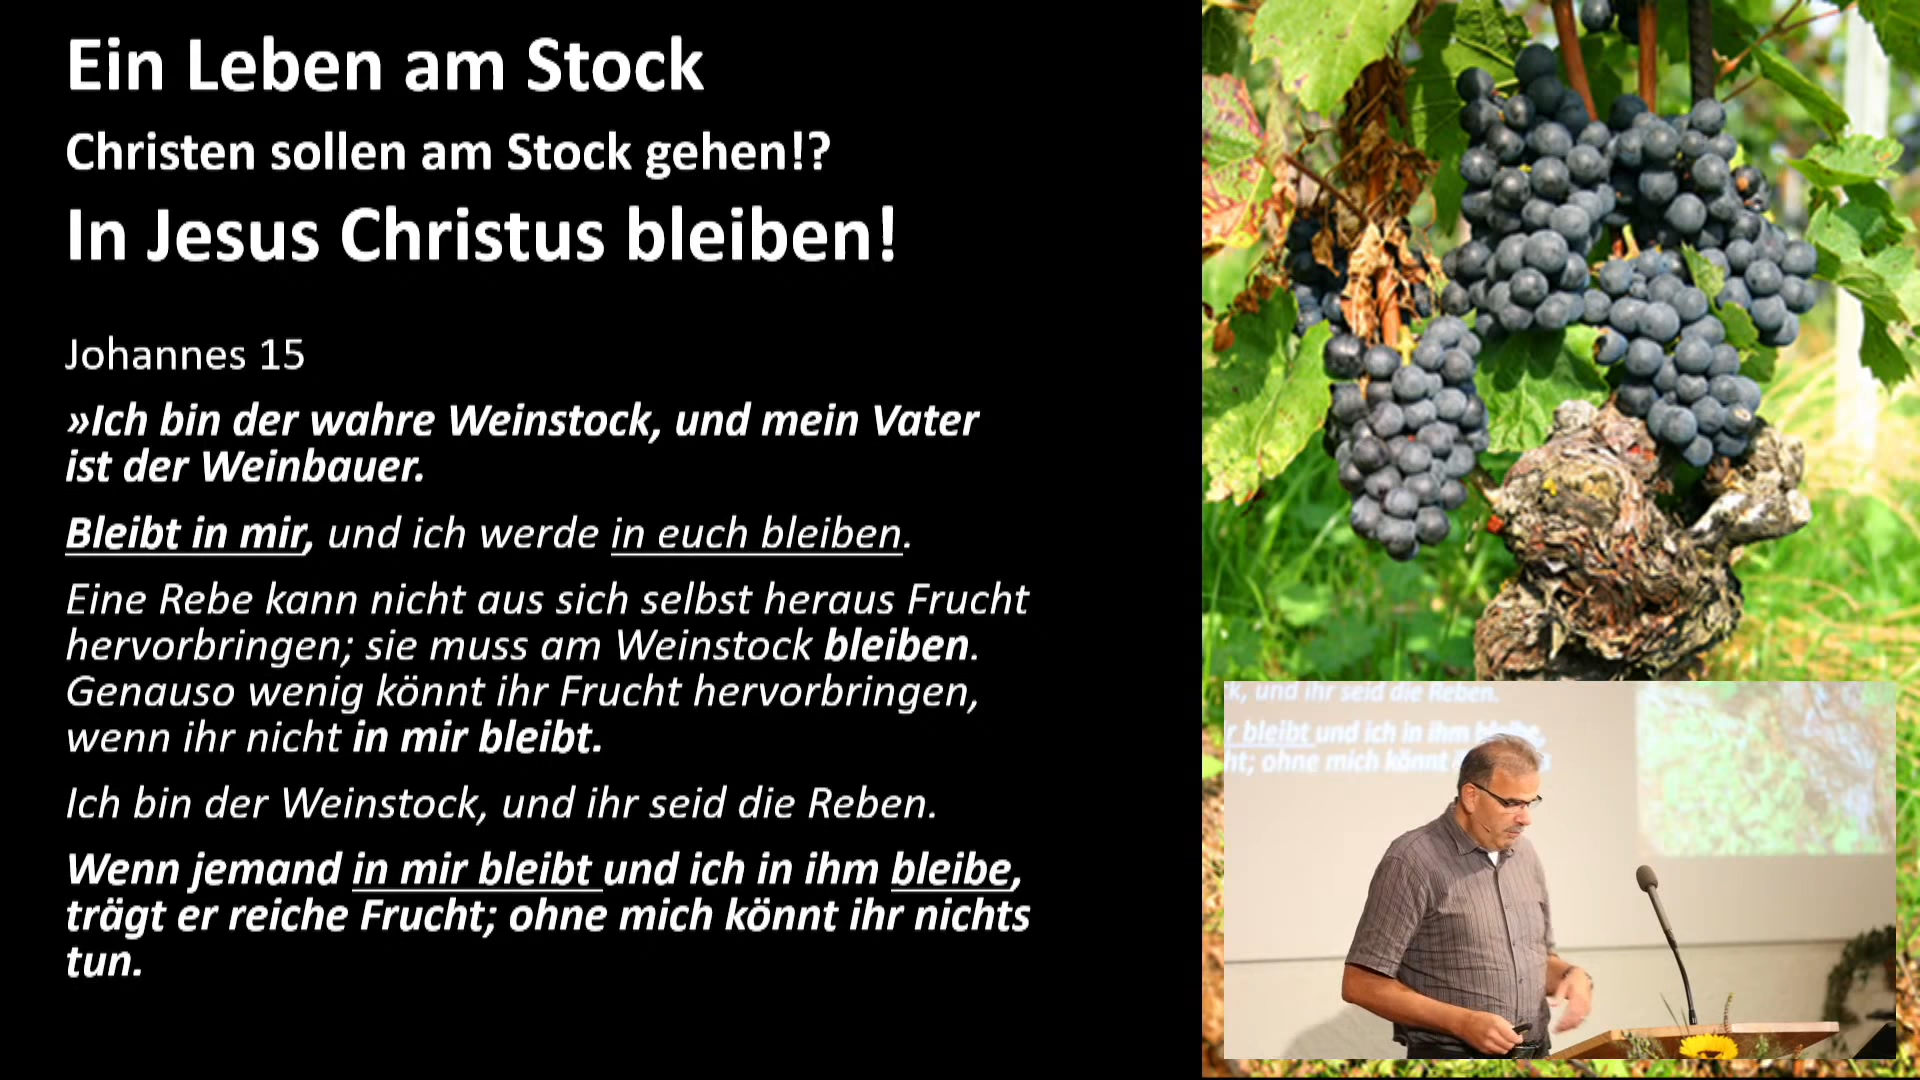 Ein Leben am Stock
Christen sollen am Stock gehen!?
In Jesus Christus bleiben!
Johannes 15
»Ich bin der wahre Weinstock, und mein Vater
ist der Weinbauer.
Bleibt in mir, und ich werde in euch bleiben.
Eine Rebe kann nicht aus sich selbst heraus Frucht
hervorbringen; sie muss am Weinstock bleiben.
Genauso wenig könnt ihr Frucht hervorbringen,
wenn ihr nicht in mir bleibt.
Ich bin der Weinstock, und ihr seid die Reben.
Wenn jemand in mir bleibt und ich in ihm bleibe,
trägt er reiche Frucht; ohne mich könnt ihr nichts
tun.
k, und ihr seid die Reben.
r bleibt und ich in ihm bleibe,
ht; ohne mich könnt